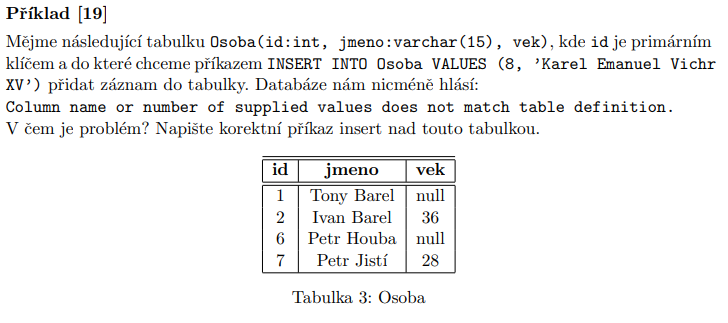 Příklad [19]
Mějme následující tabulku Osoba(id:int, jmeno:varchar(15), vek), kde id je primárním
klíčem a do které chceme příkazem INSERT INTO Osoba VALUES (8, 'Karel Emanuel Vichr
XV') přidat záznam do tabulky. Databáze nám nicméně hlásí:
Column name or number of supplied values does not match table definition.
V čem je problém? Napište korektní příkaz insert nad touto tabulkou.
id jmeno vek
1 Tony Barel null
2 Ivan Barel 36
6 Petr Houba null
7 Petr Jistí 28
Tabulka 3: Osoba